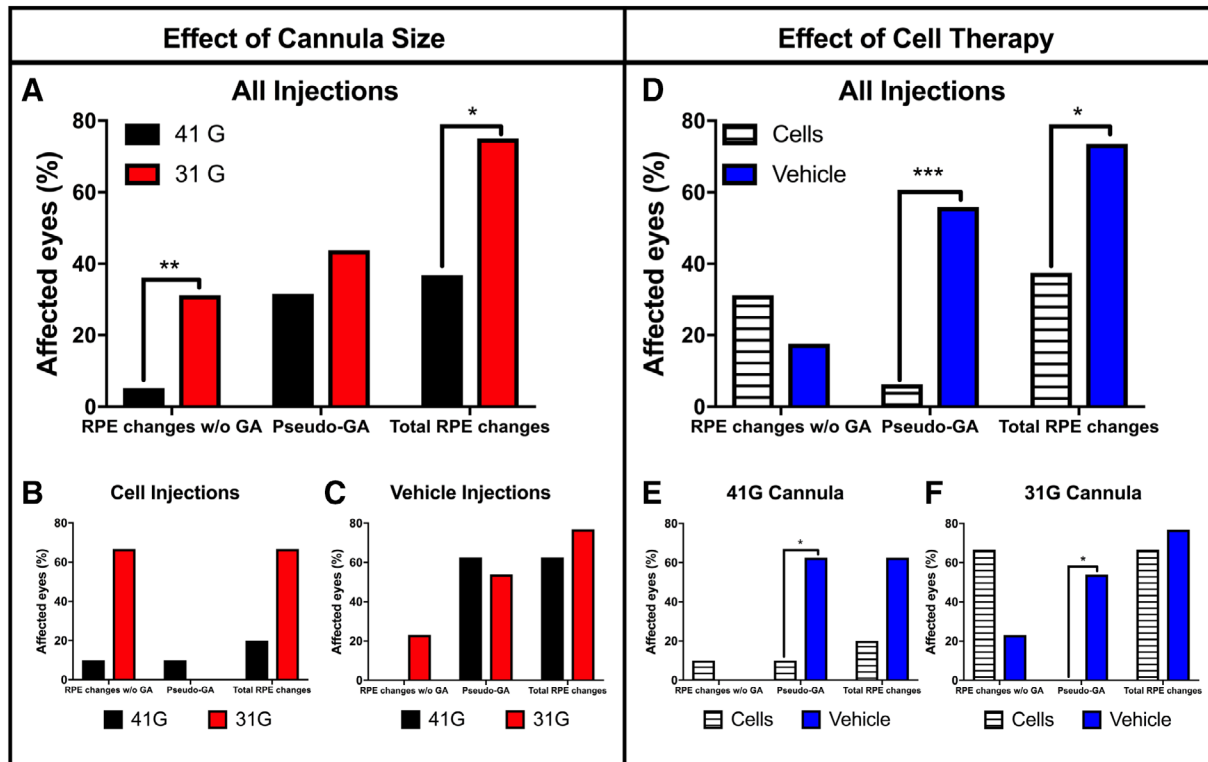 Effect of Cannula Size
Effect of Cell Therapy
A
All Injections
41 G
31 G
Affected eyes (%)
80
60
40
20
0
**
*
RPE changes w/o GA
Pseudo-GA
Total RPE changes
B
Cell Injections
Affected eyes (%)
80
60
40
20
0
RPE changes w/o GA
Pseudo-GA
Total RPE changes
41G
31G
C
Vehicle Injections
Affected eyes (%)
80
60
40
20
0
RPE changes w/o GA
Pseudo-GA
Total RPE changes
41G
31G
D
All Injections
Cells
Vehicle
Affected eyes (%)
80
60
40
20
0
***
*
RPE changes w/o GA
Pseudo-GA
Total RPE changes
E
41G Cannula
Affected eyes (%)
80
60
40
20
0
*
RPE changes w/o GA
Pseudo-GA
Total RPE changes
Cells
Vehicle
F
31G Cannula
Affected eyes (%)
80
60
40
20
0
*
RPE changes w/o GA
Pseudo-GA
Total RPE changes
Cells
Vehicle